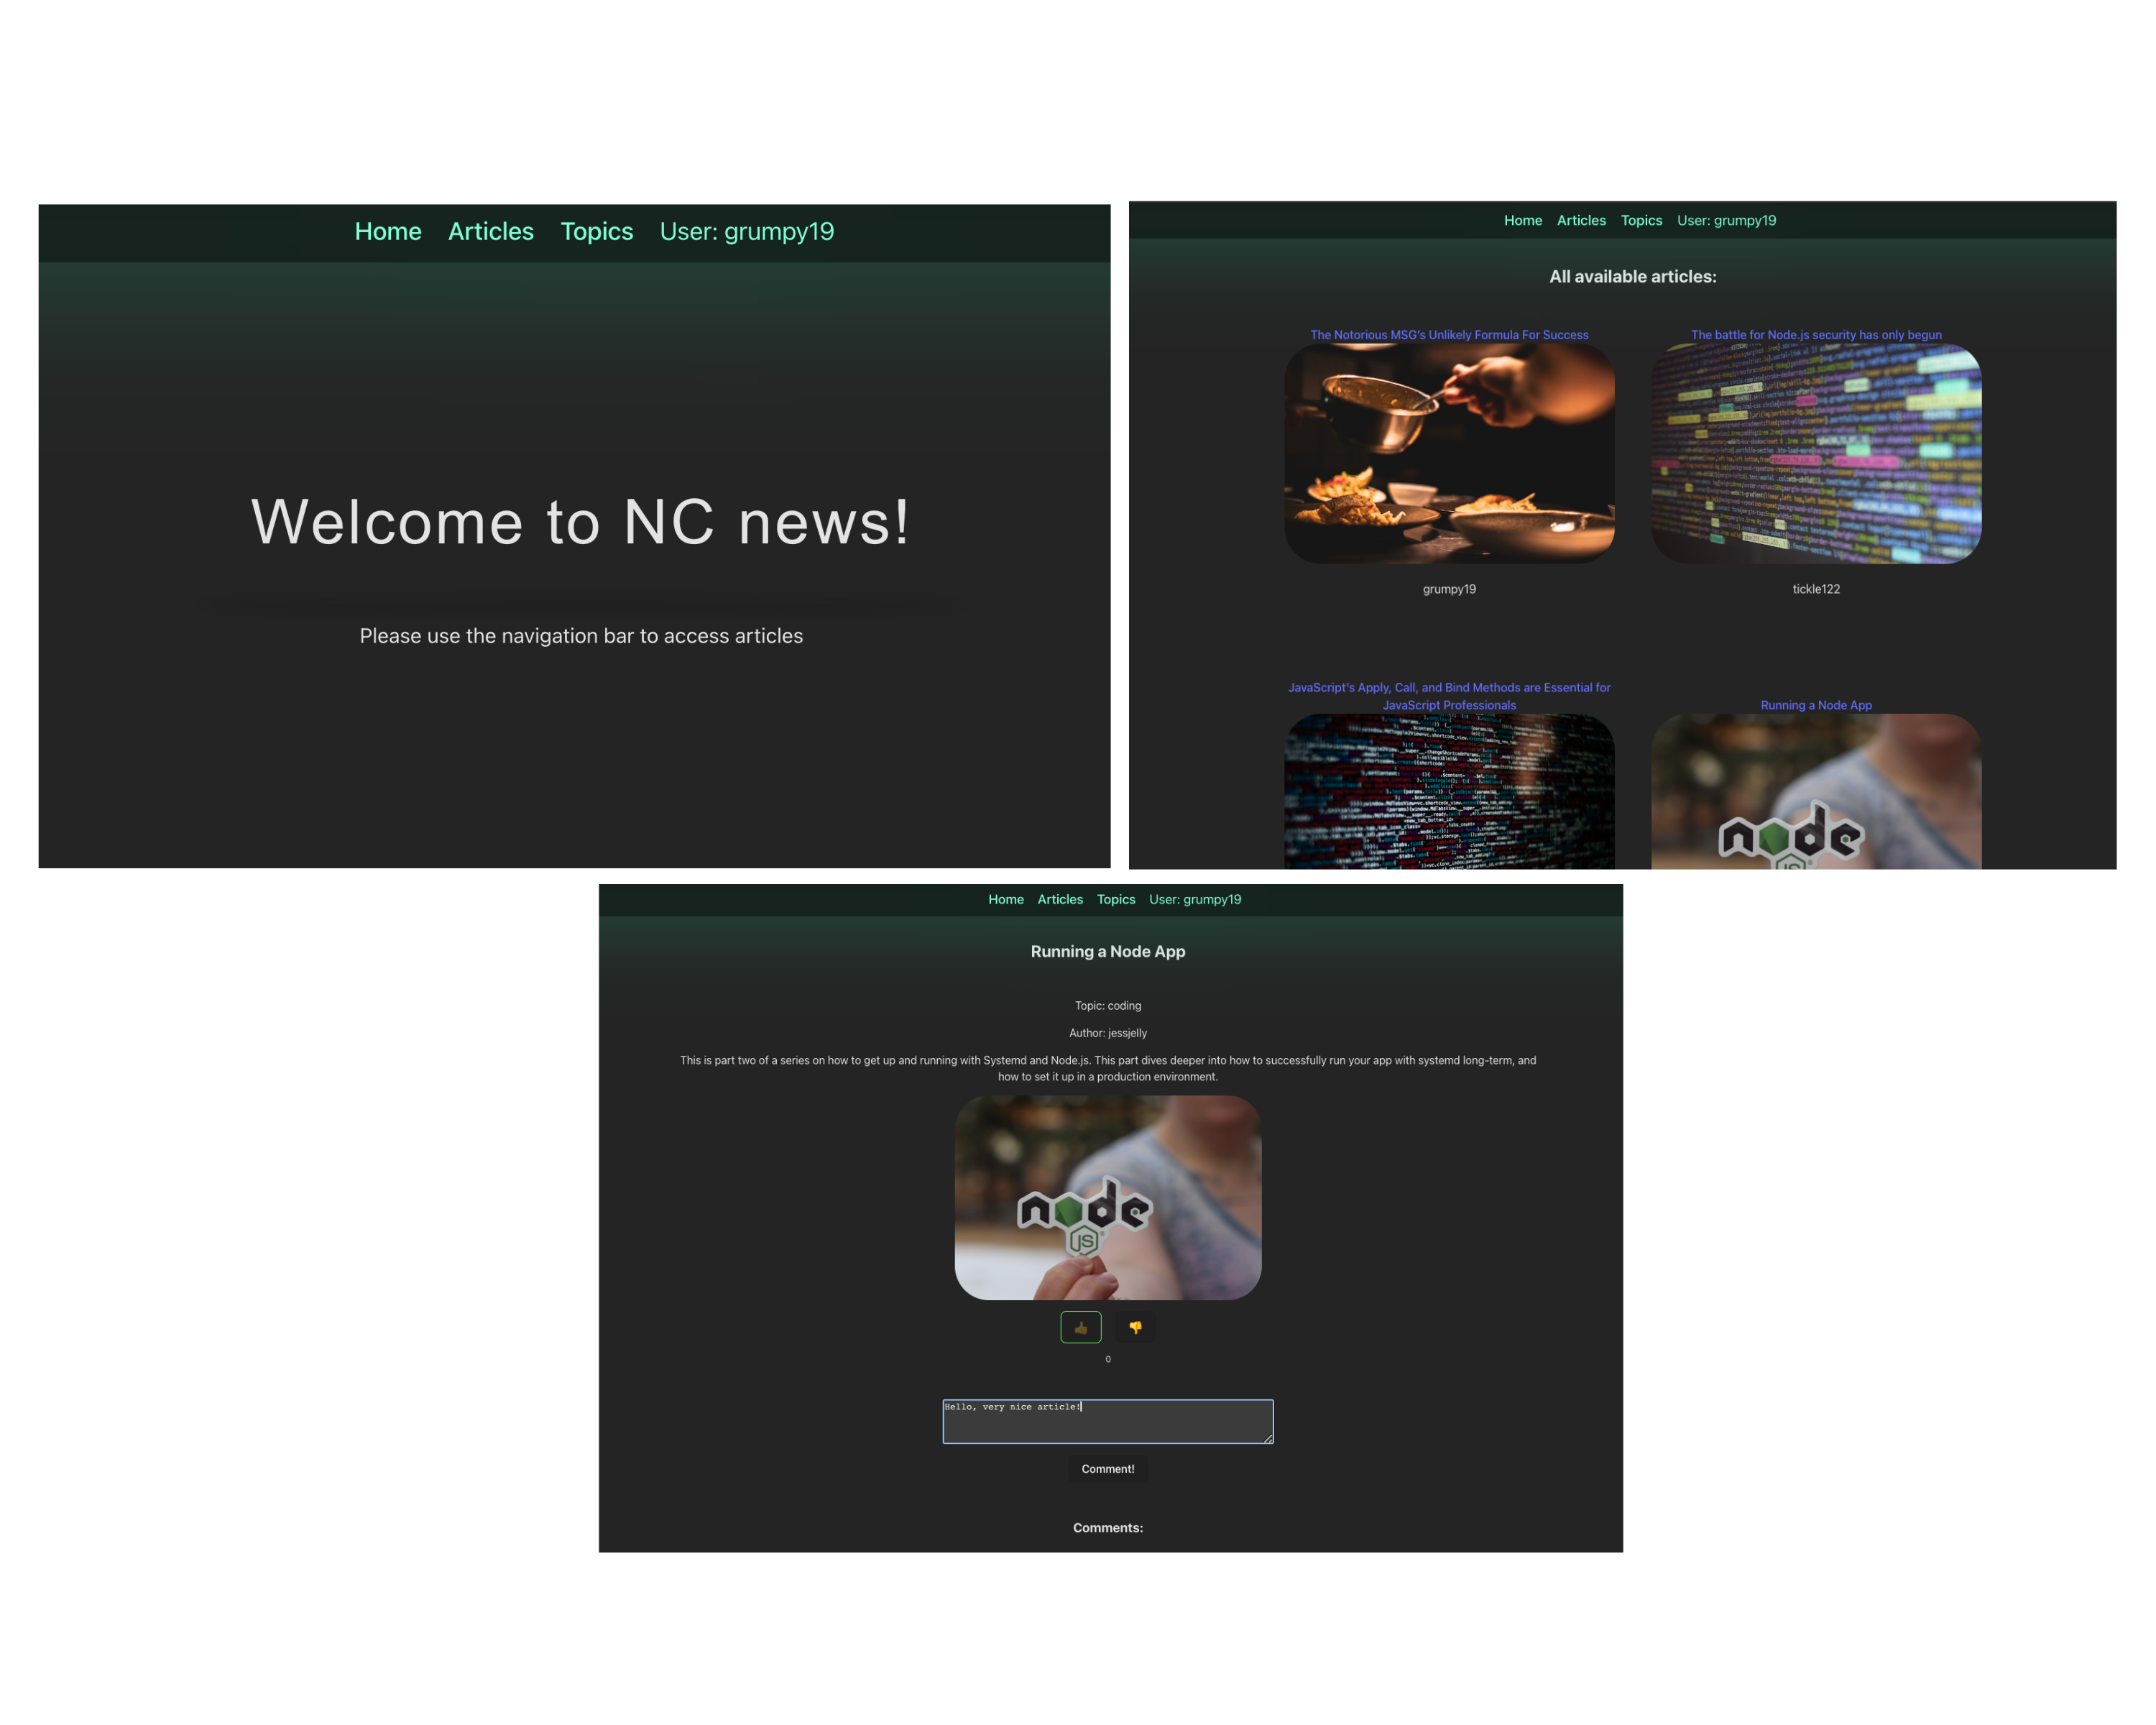 Home Articles Topics User: grumpy19
Welcome to NC news!
Please use the navigation bar to access articles
Home Articles Topics User: grumpy19
All available articles:
The Notorious MSG's Unlikely Formula For Success
The battle for Node.js security has only begun
grumpy19
tickle122
JavaScript's Apply, Call, and Bind Methods are Essential for
JavaScript Professionals
Running a Node App
node
JS
Home Articles Topics User: grumpy19
Running a Node App
Topic: coding
Author: jessjelly
This is part two of a series on how to get up and running with Systemd and Node.js. This part dives deeper into how to successfully run your app with systemd long-term, and
how to set it up in a production environment.
node
JS
0
Hello, very nice article!
Comment!
Comments: